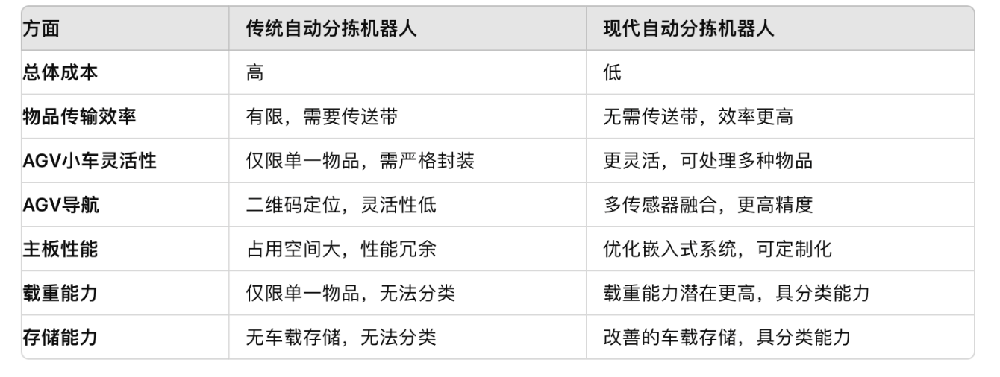 方面 传统自动分拣机器人 现代自动分拣机器人
总体成本 高 低
物品传输效率 有限，需要传送带 无需传送带，效率更高
AGV小车灵活性 仅限单一物品，需严格封装 更灵活，可处理多种物品
AGV导航 二维码定位，灵活性低 多传感器融合，更高精度
主板性能 占用空间大，性能冗余 优化嵌入式系统，可定制化
载重能力 仅限单一物品，无法分类 载重能力潜在更高，具分类能力
存储能力 无车载存储，无法分类 改善的车载存储，具分类能力